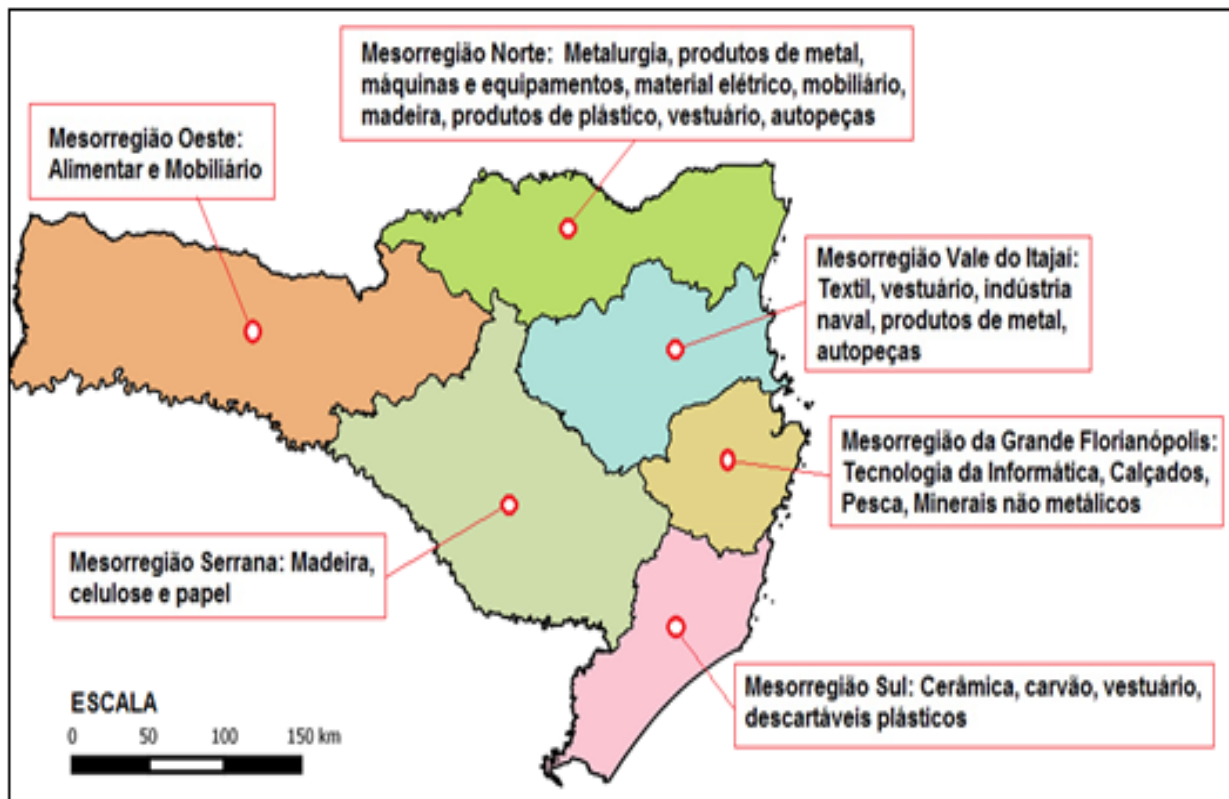 Mesorregião Norte: Metalurgia, produtos de metal,
máquinas e equipamentos, material elétrico, mobiliário,
madeira, produtos de plástico, vestuário, autopeças
Mesorregião Oeste:
Alimentar e Mobiliário
Mesorregião Vale do Itajaí:
Textil, vestuário, indústria
naval, produtos de metal,
autopeças
Mesorregião da Grande Florianópolis:
Tecnologia da Informática, Calçados,
Pesca, Minerais não metálicos
Mesorregião Serrana: Madeira,
celulose e papel
Mesorregião Sul: Cerâmica, carvão, vestuário,
descartáveis plásticos
ESCALA
0 50 100 150 km